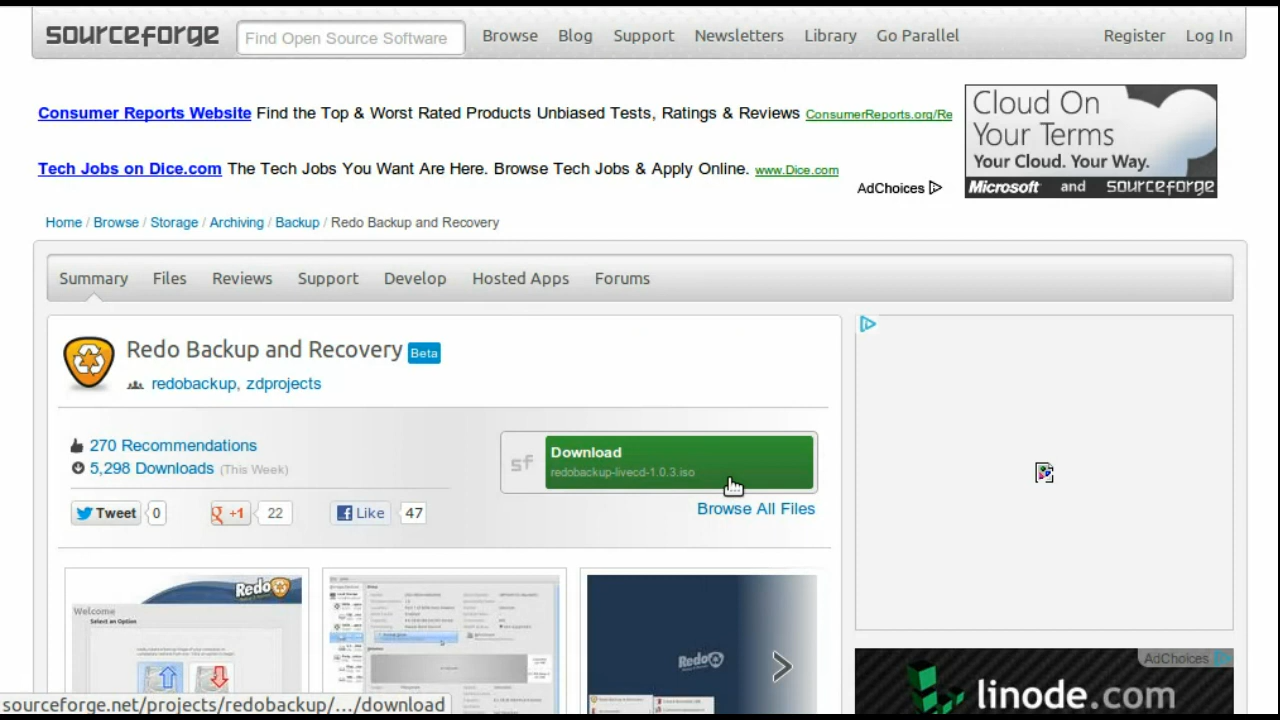 sourceforge
Find Open Source Software
Browse Blog Support Newsletters Library Go Parallel
Register Log In
Consumer Reports Website Find the Top & Worst Rated Products Unbiased Tests, Ratings & Reviews ConsumerReports.org/Re
Tech Jobs on Dice.com The Tech Jobs You Want Are Here. Browse Tech Jobs & Apply Online. www.Dice.com
AdChoices
Cloud On
Your Terms
Your Cloud. Your Way.
Microsoft and sourceforge
Home / Browse / Storage / Archiving / Backup / Redo Backup and Recovery
Summary Files Reviews Support Develop Hosted Apps Forums
Redo Backup and Recovery Beta
redobackup, zdprojects
270 Recommendations
5,298 Downloads (This Week)
sf
Download
redobackup-livecd-1.0.3.iso
Browse All Files
Tweet 0
g +1 22
f Like 47
Redo
Welcome
Select an Option
Redo
AdChoices
linode.com
sourceforge.net/projects/redobackup/.../download